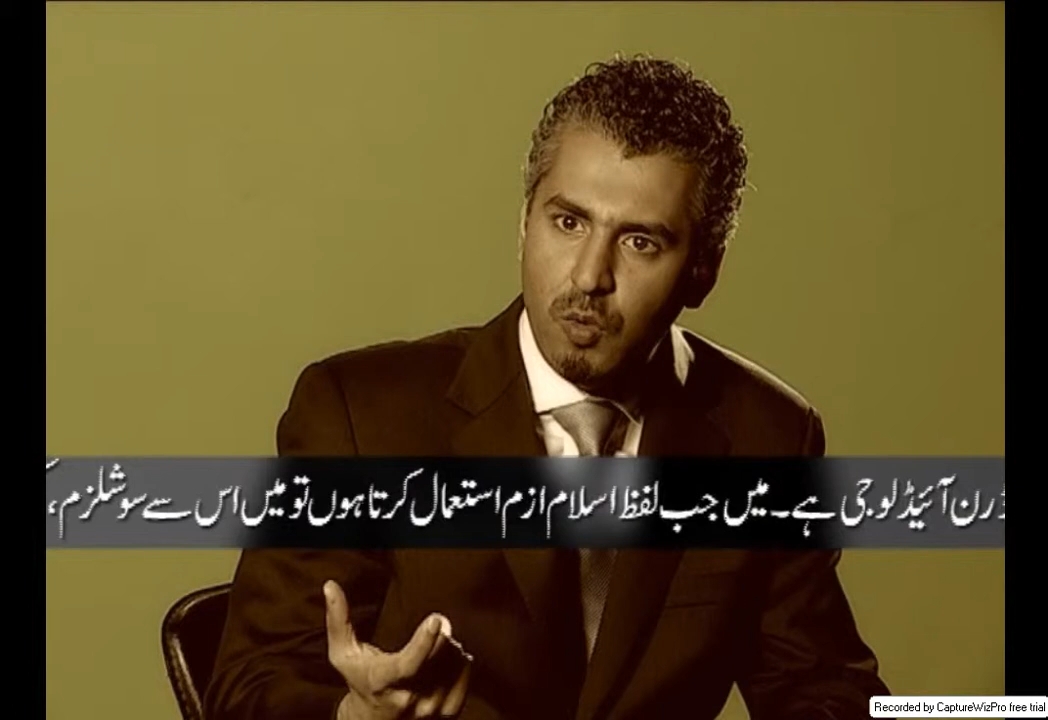 ڈرن آئیڈلوجی ہے۔ میں جب لفظ اسلام ازم استعمال کرتا ہوں تو میں اس سے سوشلزم،
Recorded by CaptureWizPro free trial